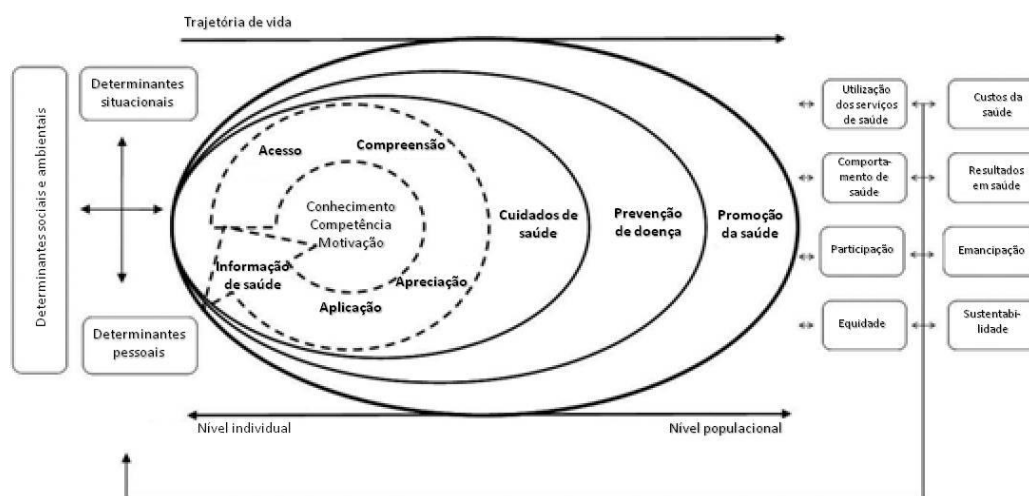 Trajetória de vida
Determinantes sociais e ambientais
Determinantes
situacionais
Determinantes
pessoais
Acesso
Compreensão
Conhecimento
Competência
Motivação
Informação
de saúde
Apreciação
Aplicação
Cuidados de
saúde
Prevenção
de doença
Promoção
da saúde
Nível individual
Nível populacional
Utilização
dos serviços
de saúde
Custos da
saúde
Comporta-
mento de
saúde
Resultados
em saúde
Participação
Emancipação
Equidade
Sustentabi-
lidade